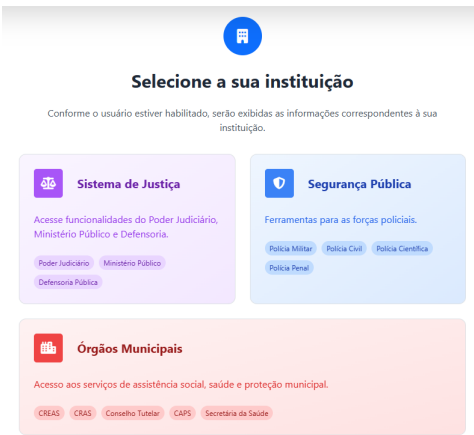 Selecione a sua instituição
Conforme o usuário estiver habilitado, serão exibidas as informações correspondentes à sua
instituição.
Sistema de Justiça
Acesse funcionalidades do Poder Judiciário,
Ministério Público e Defensoria.
Poder Judiciário Ministério Público
Defensoria Pública
Segurança Pública
Ferramentas para as forças policiais.
Polícia Militar Polícia Civil Polícia Científica
Polícia Penal
Órgãos Municipais
Acesso aos serviços de assistência social, saúde e proteção municipal.
CREAS CRAS Conselho Tutelar CAPS Secretária da Saúde